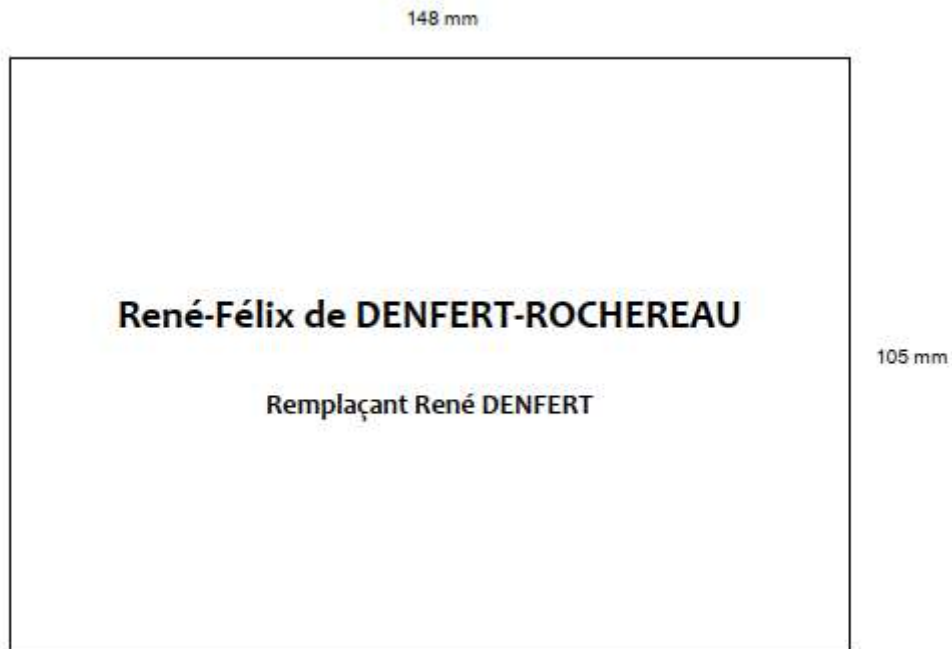 148 mm
René-Félix de DENFERT-ROCHEREAU
105 mm
Remplaçant René DENFERT